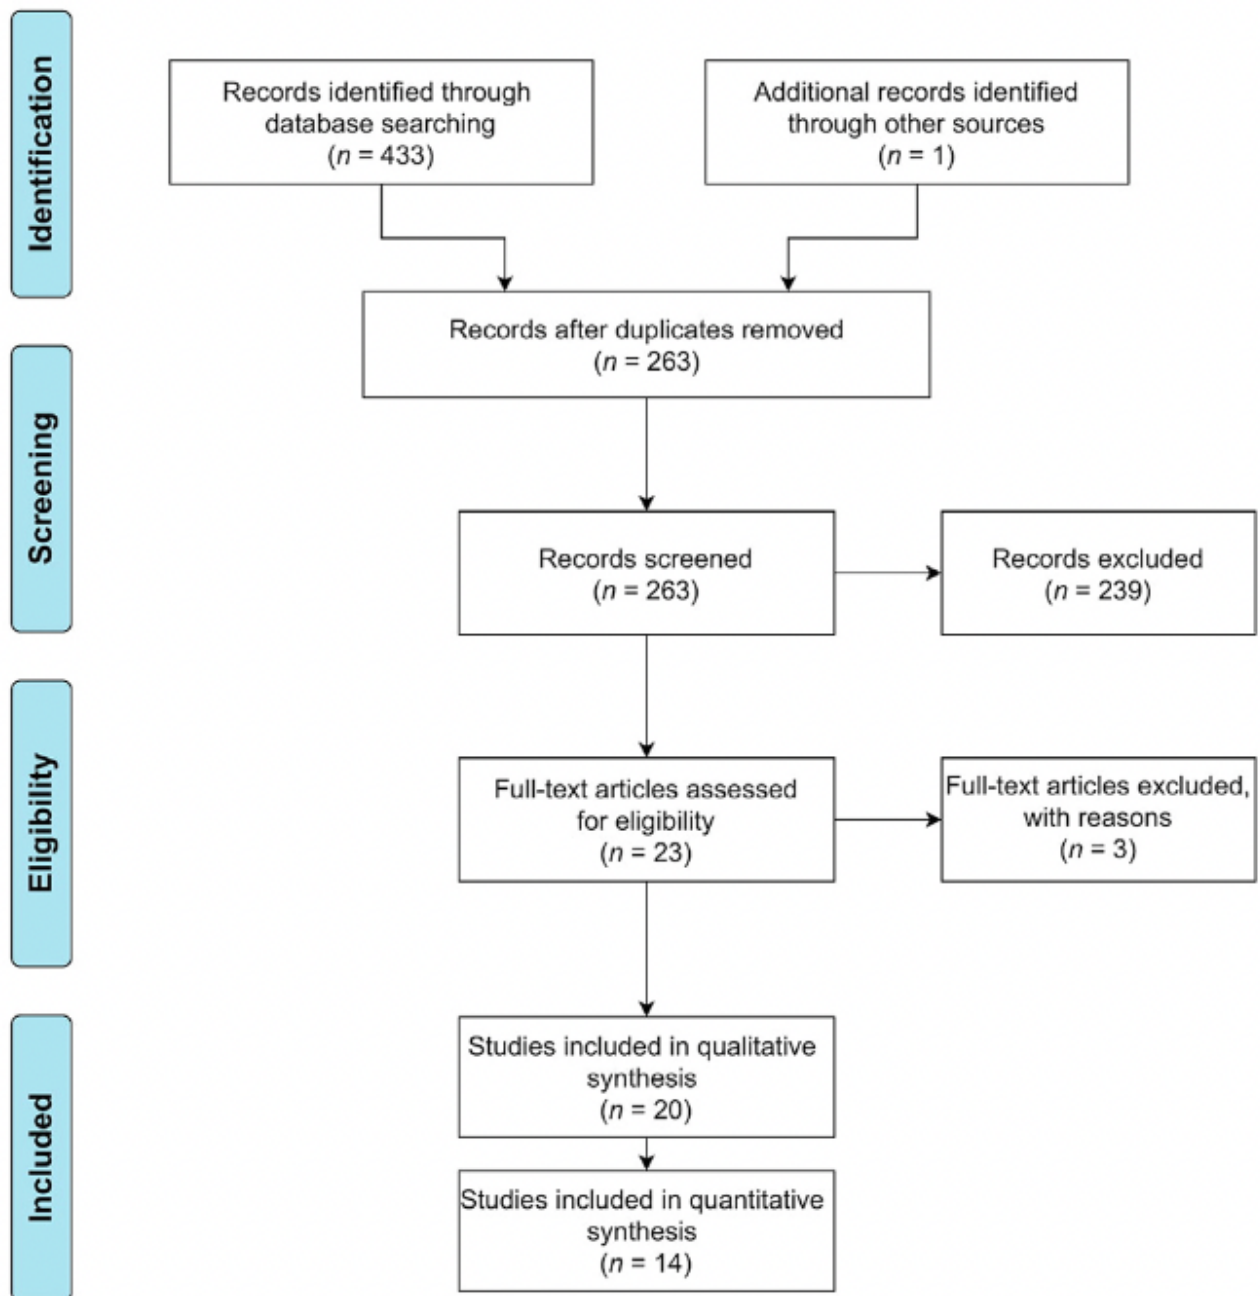 Identification
Records identified through
database searching
(n = 433)
Additional records identified
through other sources
(n = 1)
Records after duplicates removed
(n = 263)
Screening
Records screened
(n = 263)
Records excluded
(n = 239)
Eligibility
Full-text articles assessed
for eligibility
(n = 23)
Full-text articles excluded,
with reasons
(n = 3)
Included
Studies included in qualitative
synthesis
(n = 20)
Studies included in quantitative
synthesis
(n = 14)